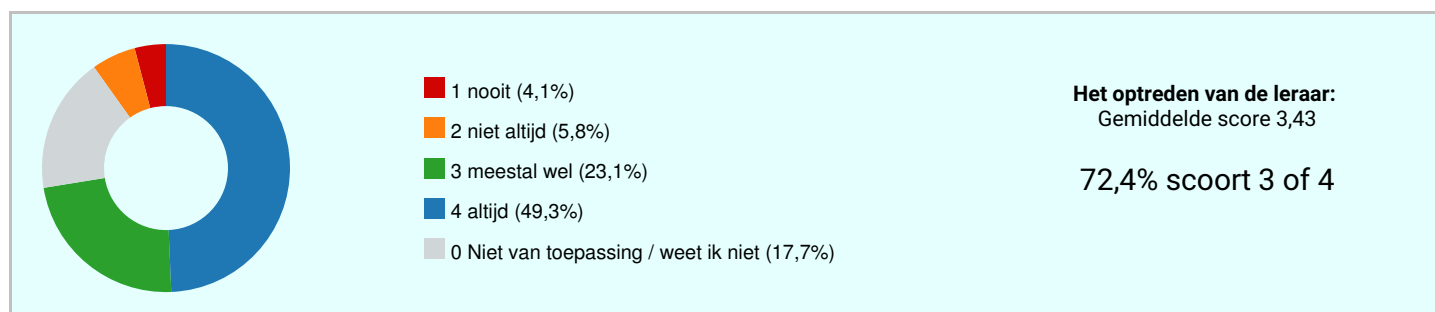 1 nooit (4,1%)
2 niet altijd (5,8%)
3 meestal wel (23,1%)
4 altijd (49,3%)
0 Niet van toepassing / weet ik niet (17,7%)
Het optreden van de leraar:
Gemiddelde score 3,43
72,4% scoort 3 of 4